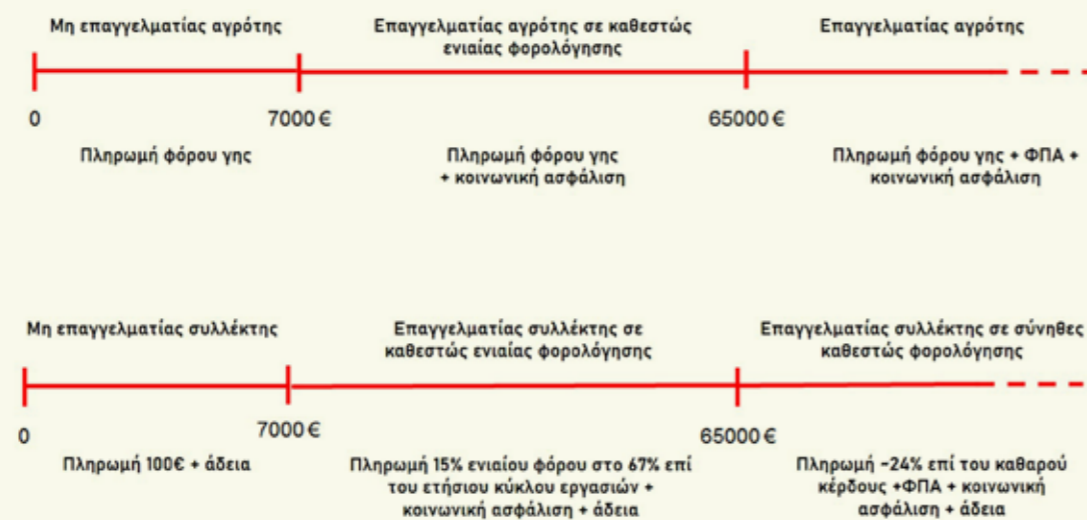 Μη επαγγελματίας αγρότης
Επαγγελματίας αγρότης σε καθεστώς
ενιαίας φορολόγησης
Επαγγελματίας αγρότης
0
7000 €
65000 €
Πληρωμή φόρου γης
Πληρωμή φόρου γης
+ κοινωνική ασφάλιση
Πληρωμή φόρου γης + ΦΠΑ +
κοινωνική ασφάλιση
Μη επαγγελματίας συλλέκτης
Επαγγελματίας συλλέκτης σε
καθεστώς ενιαίας φορολόγησης
Επαγγελματίας συλλέκτης σε σύνηθες
καθεστώς φορολόγησης
0
7000 €
65000 €
Πληρωμή 100€ + άδεια
Πληρωμή 15% ενιαίου φόρου στο 67% επί
του ετήσιου κύκλου εργασιών +
κοινωνική ασφάλιση + άδεια
Πληρωμή ~24% επί του καθαρού
κέρδους +ΦΠΑ + κοινωνική
ασφάλιση + άδεια